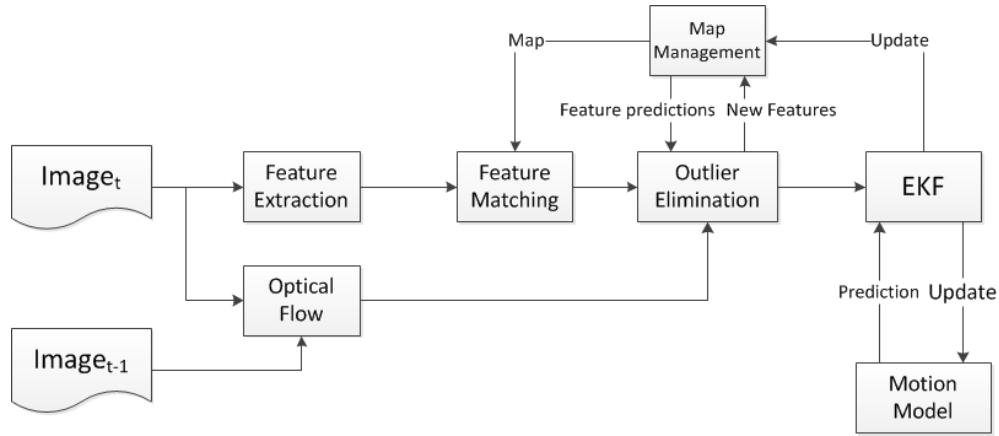 Map
Management
Map
Update
Feature predictions
New Features
Image_t
Feature
Extraction
Feature
Matching
Outlier
Elimination
EKF
Optical
Flow
Prediction
Update
Image_t-1
Motion
Model